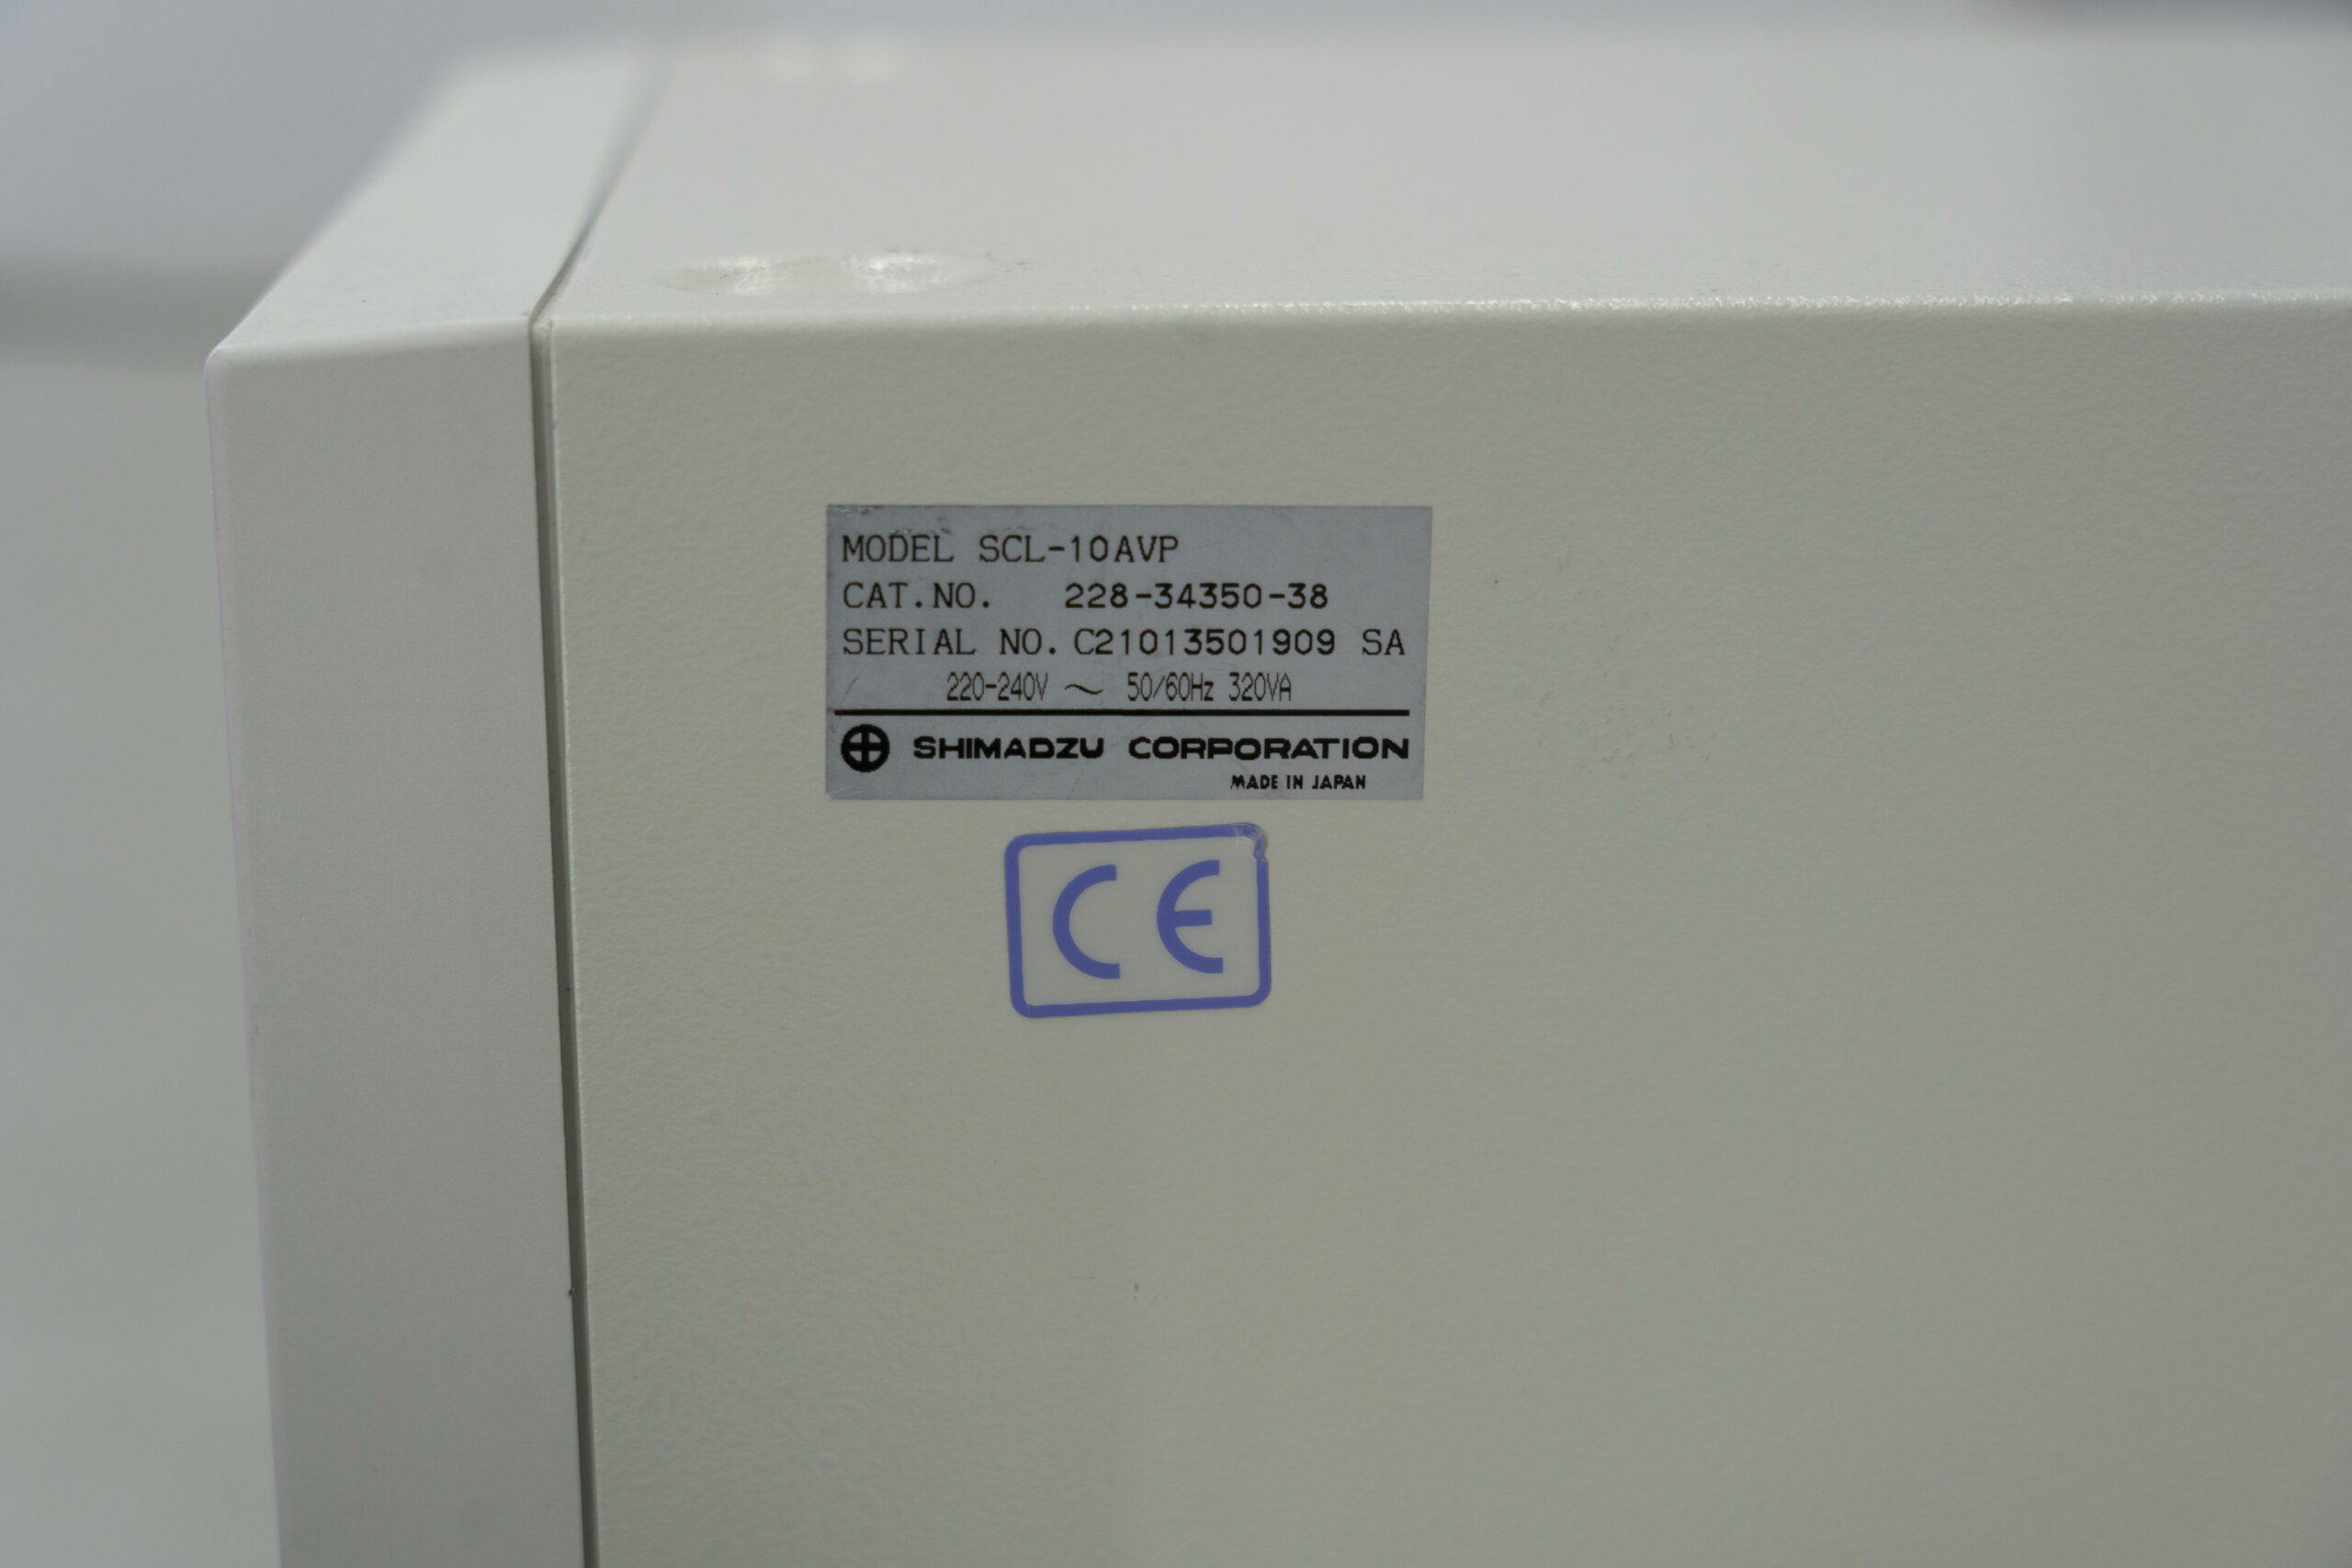 MODEL SCL-10AVP
CAT.NO. 228-34350-38
SERIAL NO. C21013501909 SA
220-240V ~ 50/60Hz 320VA
SHIMADZU CORPORATION
MADE IN JAPAN
CE